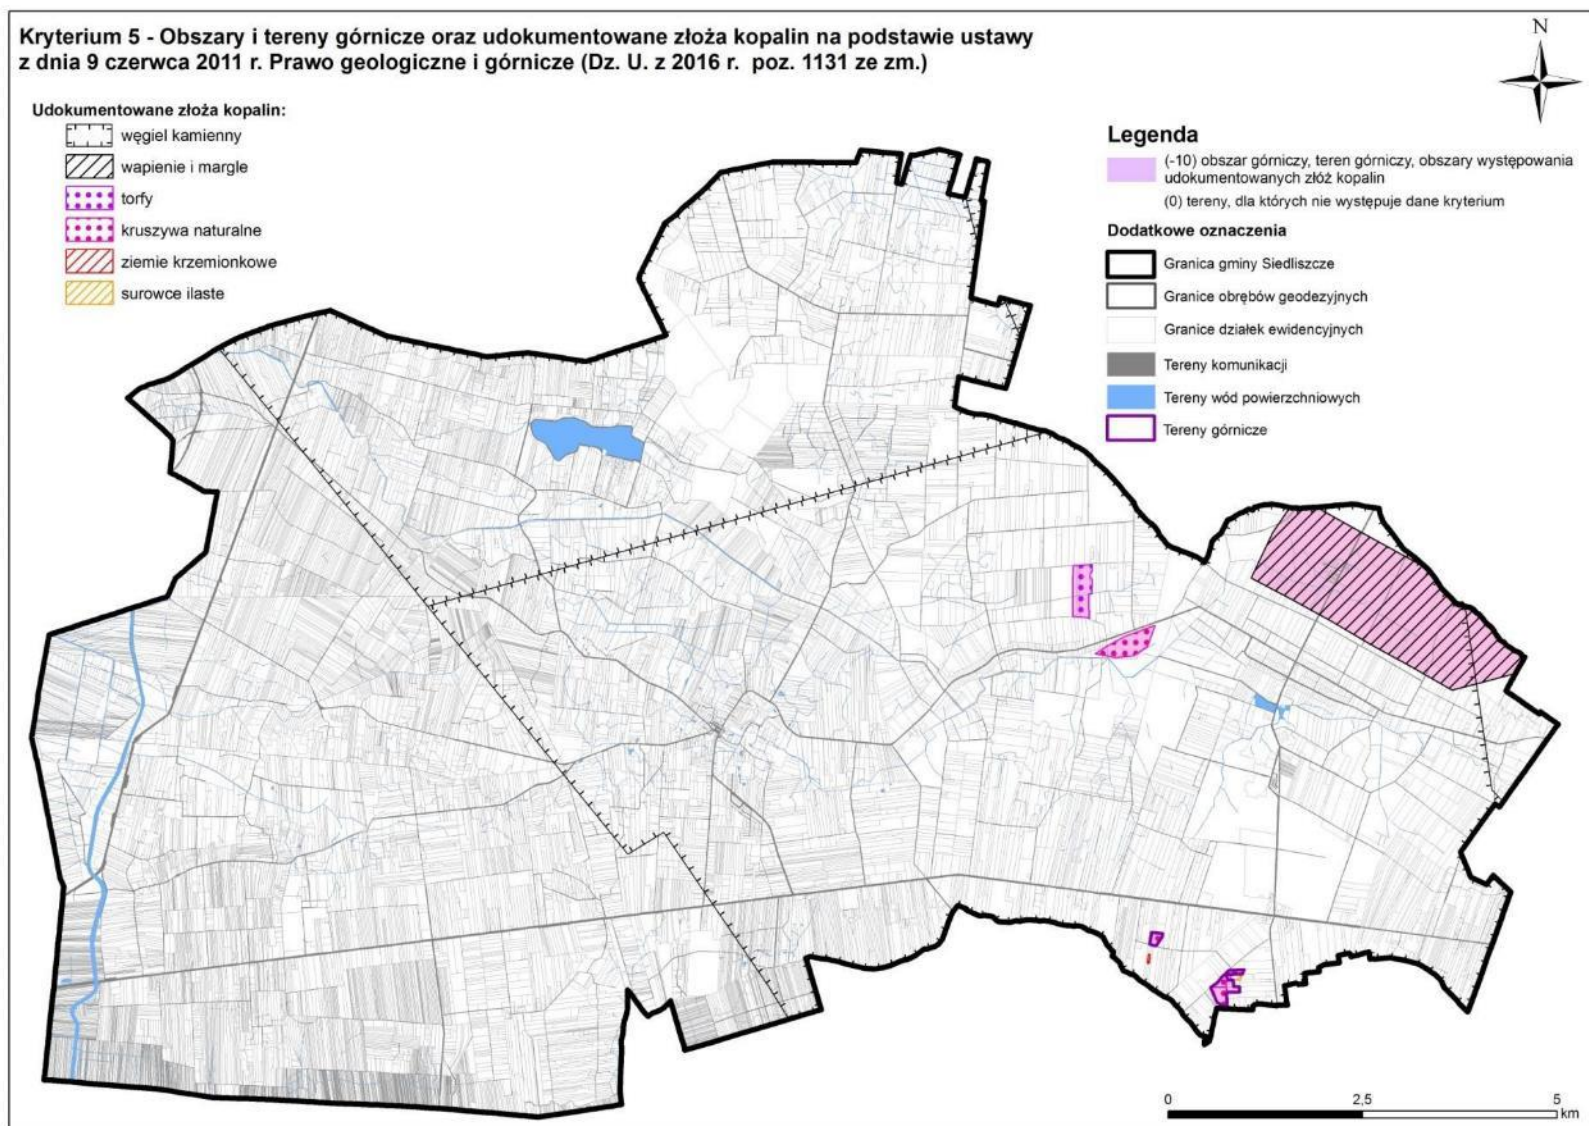 Kryterium 5 - Obszary i tereny górnicze oraz udokumentowane złoża kopalin na podstawie ustawy
z dnia 9 czerwca 2011 r. Prawo geologiczne i górnicze (Dz. U. z 2016 r.  poz. 1131 ze zm.)
N
Udokumentowane złoża kopalin:
węgiel kamienny
wapienie i margle
torfy
kruszywa naturalne
ziemie krzemionkowe
surowce ilaste
Legenda
(-10) obszar górniczy, teren górniczy, obszary występowania
udokumentowanych złóż kopalin
(0) tereny, dla których nie występuje dane kryterium
Dodatkowe oznaczenia
Granica gminy Siedliszcze
Granice obrębów geodezyjnych
Granice działek ewidencyjnych
Tereny komunikacji
Tereny wód powierzchniowych
Tereny górnicze
0 2,5 5
km